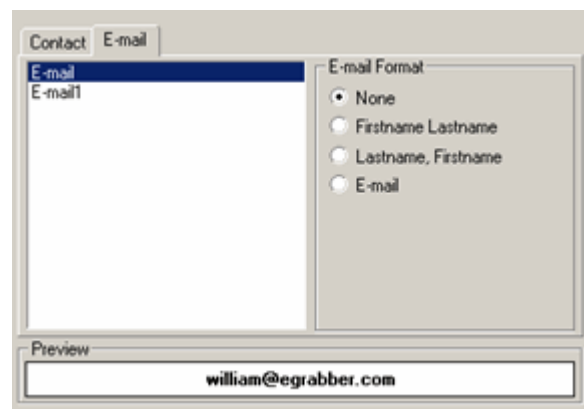 Contact E-mail
E-mail
E-mail1
E-mail Format
None
Firstname Lastname
Lastname, Firstname
E-mail
Preview
william@egrabber.com